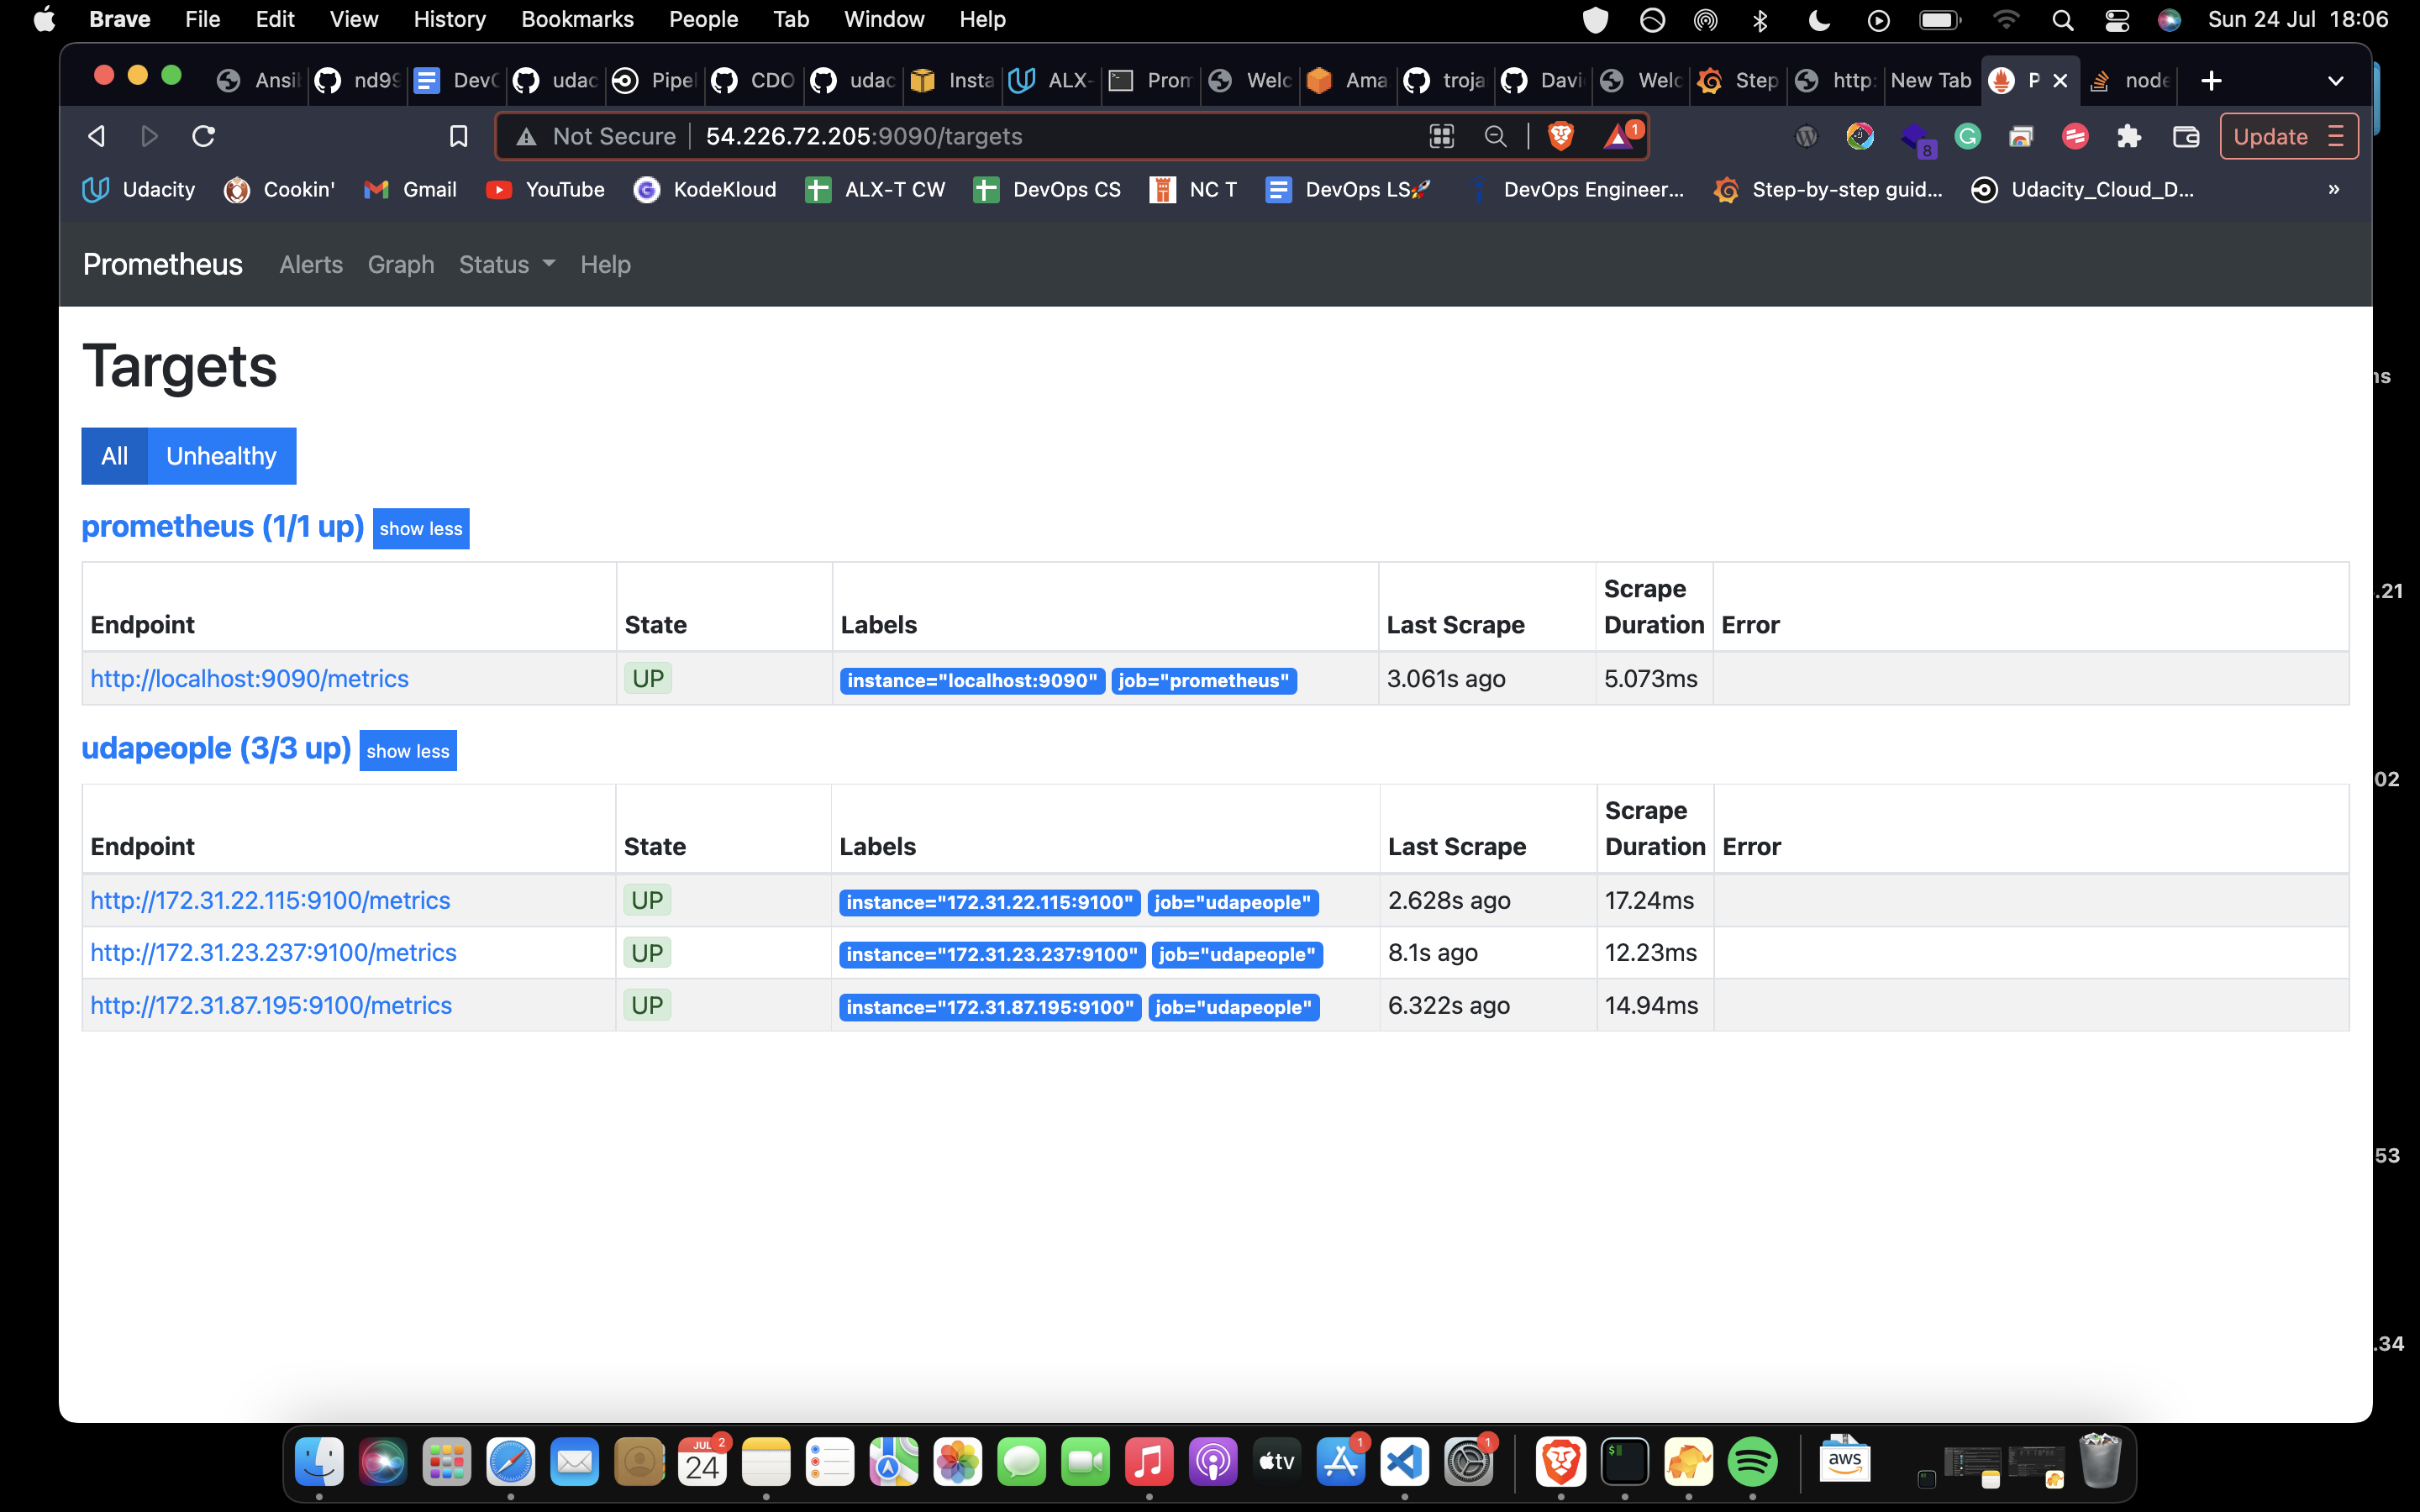 Brave File Edit View History Bookmarks People Tab Window Help Sun 24 Jul 18:06
Ansi nd99 DevO udac Pipel CDO udac Insta ALX- Prom Welc Ama troja Davi Welc Step http: New Tab P node
Not Secure 54.226.72.205:9090/targets 1 8 Update
Udacity Cookin' Gmail YouTube KodeKloud ALX-T CW DevOps CS NC T DevOps LS🚀 DevOps Engineer... Step-by-step guid... Udacity_Cloud_D... »
Prometheus Alerts Graph Status Help
Targets
All Unhealthy
prometheus (1/1 up) show less
Endpoint State Labels Last Scrape Scrape Duration Error
http://localhost:9090/metrics UP instance="localhost:9090" job="prometheus" 3.061s ago 5.073ms
udapeople (3/3 up) show less
Endpoint State Labels Last Scrape Scrape Duration Error
http://172.31.22.115:9100/metrics UP instance="172.31.22.115:9100" job="udapeople" 2.628s ago 17.24ms
http://172.31.23.237:9100/metrics UP instance="172.31.23.237:9100" job="udapeople" 8.1s ago 12.23ms
http://172.31.87.195:9100/metrics UP instance="172.31.87.195:9100" job="udapeople" 6.322s ago 14.94ms
.21
02
53
.34
JUL 24 2 tv 1 1 aws